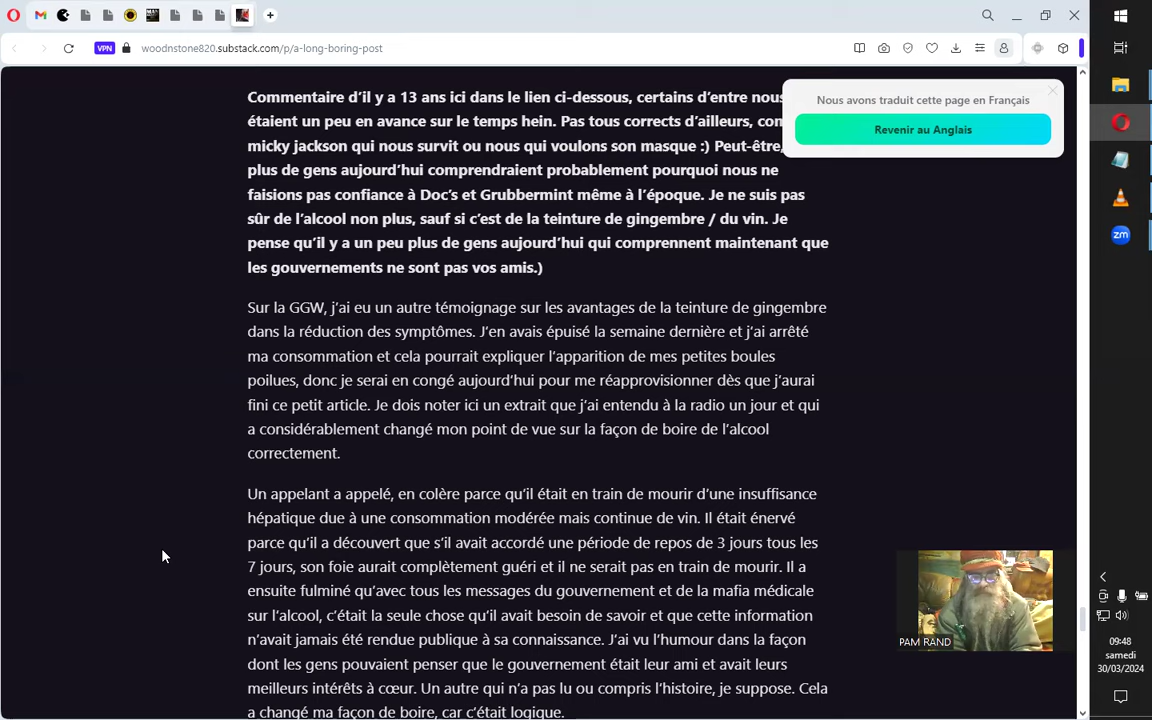 VPN woodnstone820.substack.com/p/a-long-boring-post
Nous avons traduit cette page en Français
Revenir au Anglais
Commentaire d'il y a 13 ans ici dans le lien ci-dessous, certains d'entre nous
étaient un peu en avance sur le temps hein. Pas tous corrects d'ailleurs, com
micky jackson qui nous survit ou nous qui voulons son masque :) Peut-être,
plus de gens aujourd'hui comprendraient probablement pourquoi nous ne
faisions pas confiance à Doc's et Grubbermint même à l'époque. Je ne suis pas
sûr de l'alcool non plus, sauf si c'est de la teinture de gingembre / du vin. Je
pense qu'il y a un peu plus de gens aujourd'hui qui comprennent maintenant que
les gouvernements ne sont pas vos amis.)
Sur la GGW, j'ai eu un autre témoignage sur les avantages de la teinture de gingembre
dans la réduction des symptômes. J'en avais épuisé la semaine dernière et j'ai arrêté
ma consommation et cela pourrait expliquer l'apparition de mes petites boules
poilues, donc je serai en congé aujourd'hui pour me réapprovisionner dès que j'aurai
fini ce petit article. Je dois noter ici un extrait que j'ai entendu à la radio un jour et qui
a considérablement changé mon point de vue sur la façon de boire de l'alcool
correctement.
Un appelant a appelé, en colère parce qu'il était en train de mourir d'une insuffisance
hépatique due à une consommation modérée mais continue de vin. Il était énervé
parce qu'il a découvert que s'il avait accordé une période de repos de 3 jours tous les
7 jours, son foie aurait complètement guéri et il ne serait pas en train de mourir. Il a
ensuite fulminé qu'avec tous les messages du gouvernement et de la mafia médicale
sur l'alcool, c'était la seule chose qu'il avait besoin de savoir et que cette information
n'avait jamais été rendue publique à sa connaissance. J'ai vu l'humour dans la façon
dont les gens pouvaient penser que le gouvernement était leur ami et avait leurs
meilleurs intérêts à cœur. Un autre qui n'a pas lu ou compris l'histoire, je suppose. Cela
a changé ma façon de boire, car c'était logique.
PAM RAND
zm
09:48
samedi
30/03/2024